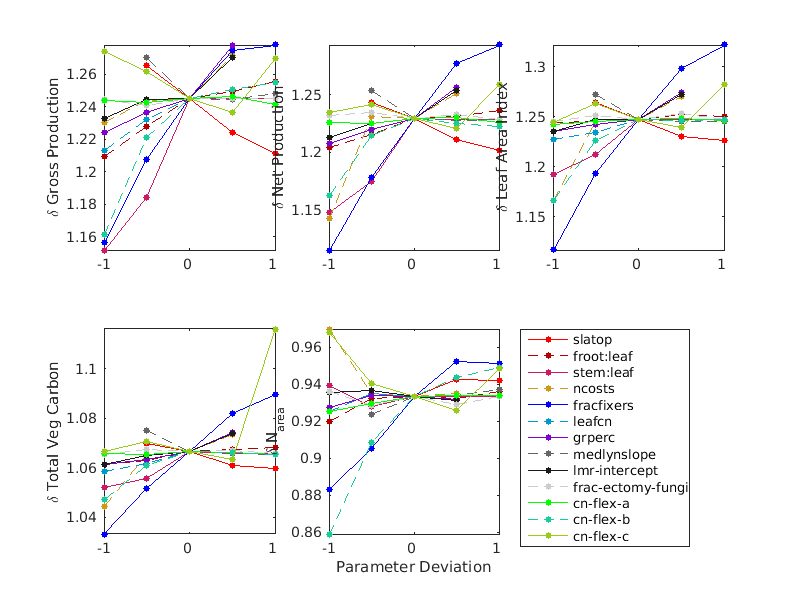 δ Gross Production
1.26
1.24
1.22
1.2
1.18
1.16
-1
0
1
δ Net Production
1.25
1.2
1.15
-1
0
1
δ Leaf Area Index
1.3
1.25
1.2
1.15
-1
0
1
δ Total Veg Carbon
1.1
1.08
1.06
1.04
-1
0
1
N_area
0.96
0.94
0.92
0.9
0.88
0.86
-1
0
1
Parameter Deviation
slatop
froot:leaf
stem:leaf
ncosts
fracfixers
leafcn
grperc
medlynslope
lmr-intercept
frac-ectomy-fungi
cn-flex-a
cn-flex-b
cn-flex-c